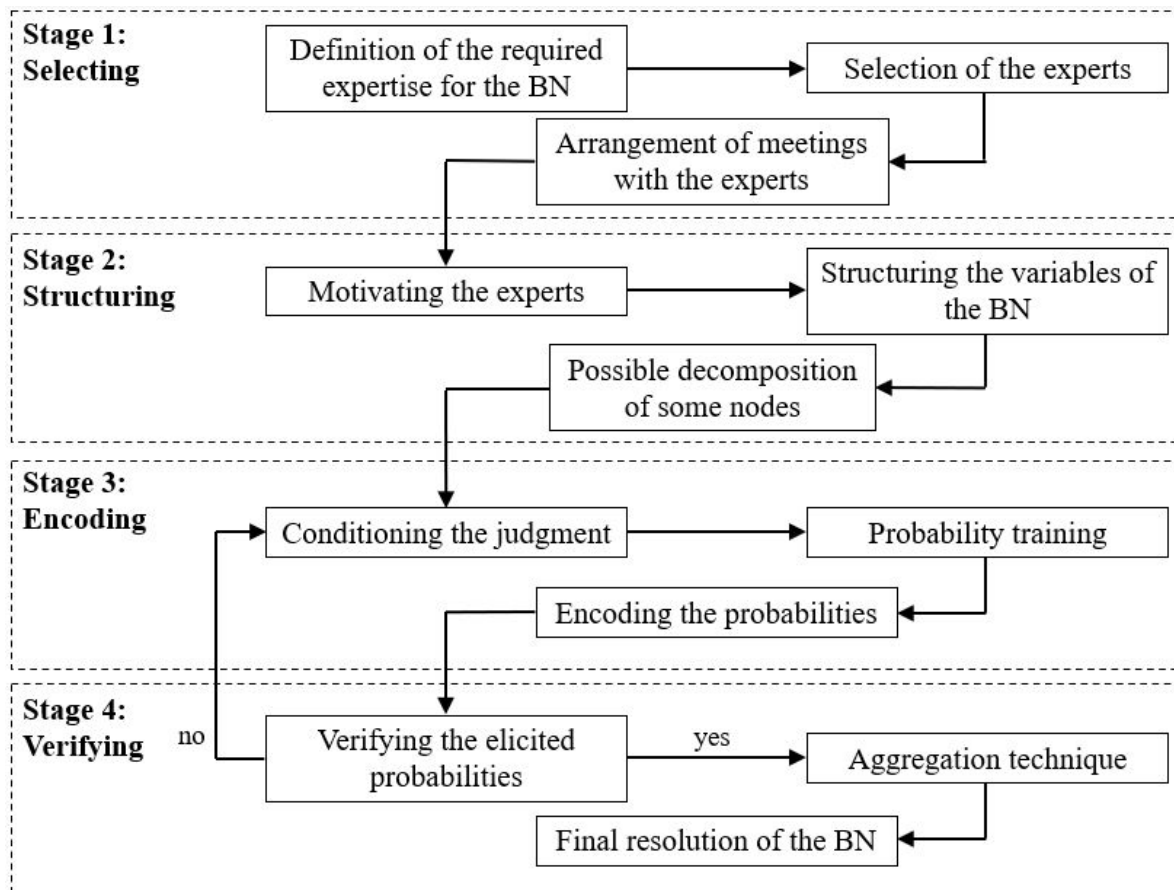 Stage 1:
Selecting
Definition of the required
expertise for the BN
Selection of the experts
Arrangement of meetings
with the experts
Stage 2:
Structuring
Motivating the experts
Structuring the variables of
the BN
Possible decomposition
of some nodes
Stage 3:
Encoding
Conditioning the judgment
Probability training
Encoding the probabilities
Stage 4:
Verifying
no
Verifying the elicited
probabilities
yes
Aggregation technique
Final resolution of the BN